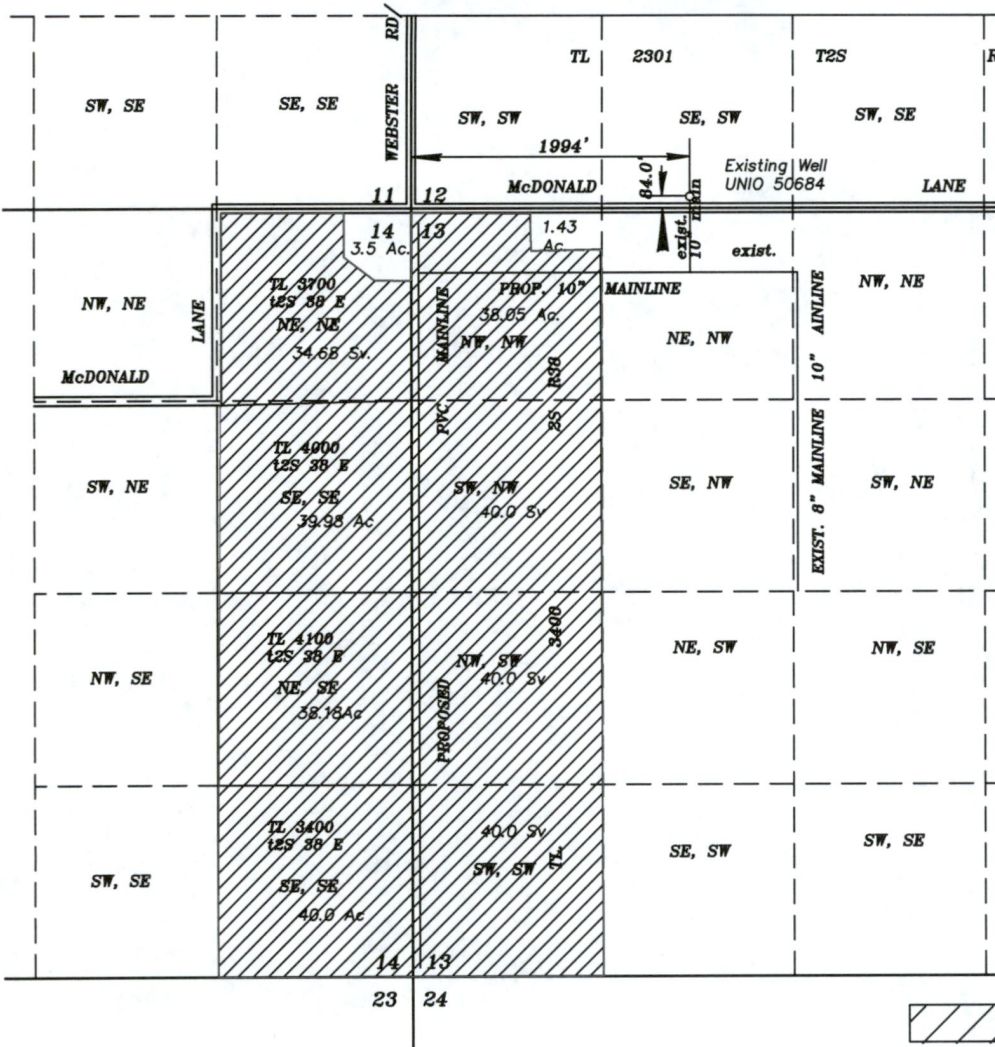 RD
WEBSTER
TL 2301 T2S R
SW, SE
SE, SE
SW, SW
SE, SW
SW, SE
1994'
84.0'
Existing Well
UNIO 50684
McDONALD
LANE
11 12
14 13
3.5 Ac.
1.43
Ac
exist.
10" main
exist.
TL 3700
t2S 38 E
NE, NE
34.68 Sv.
NW, NE
LANE
McDONALD
PROP. 10" MAINLINE
38.05 Ac.
NW, NW
PROPOSED PVC MAINLINE
2S R38
NE, NW
EXIST. 8" MAINLINE 10" AINLINE
NW, NE
SW, NE
TL 4000
t2S 38 E
SE, SE
39.98 Ac
SW, NW
40.0 Sv
SE, NW
SW, NE
NW, SE
TL 4100
t2S 38 E
NE, SE
38.18Ac
NW, SW
40.0 Sv
TL. 3400
NE, SW
NW, SE
SW, SE
TL 3400
t2S 38 E
SE, SE
40.0 Ac
40.0 Sv
SW, SW
SE, SW
SW, SE
14 13
23 24